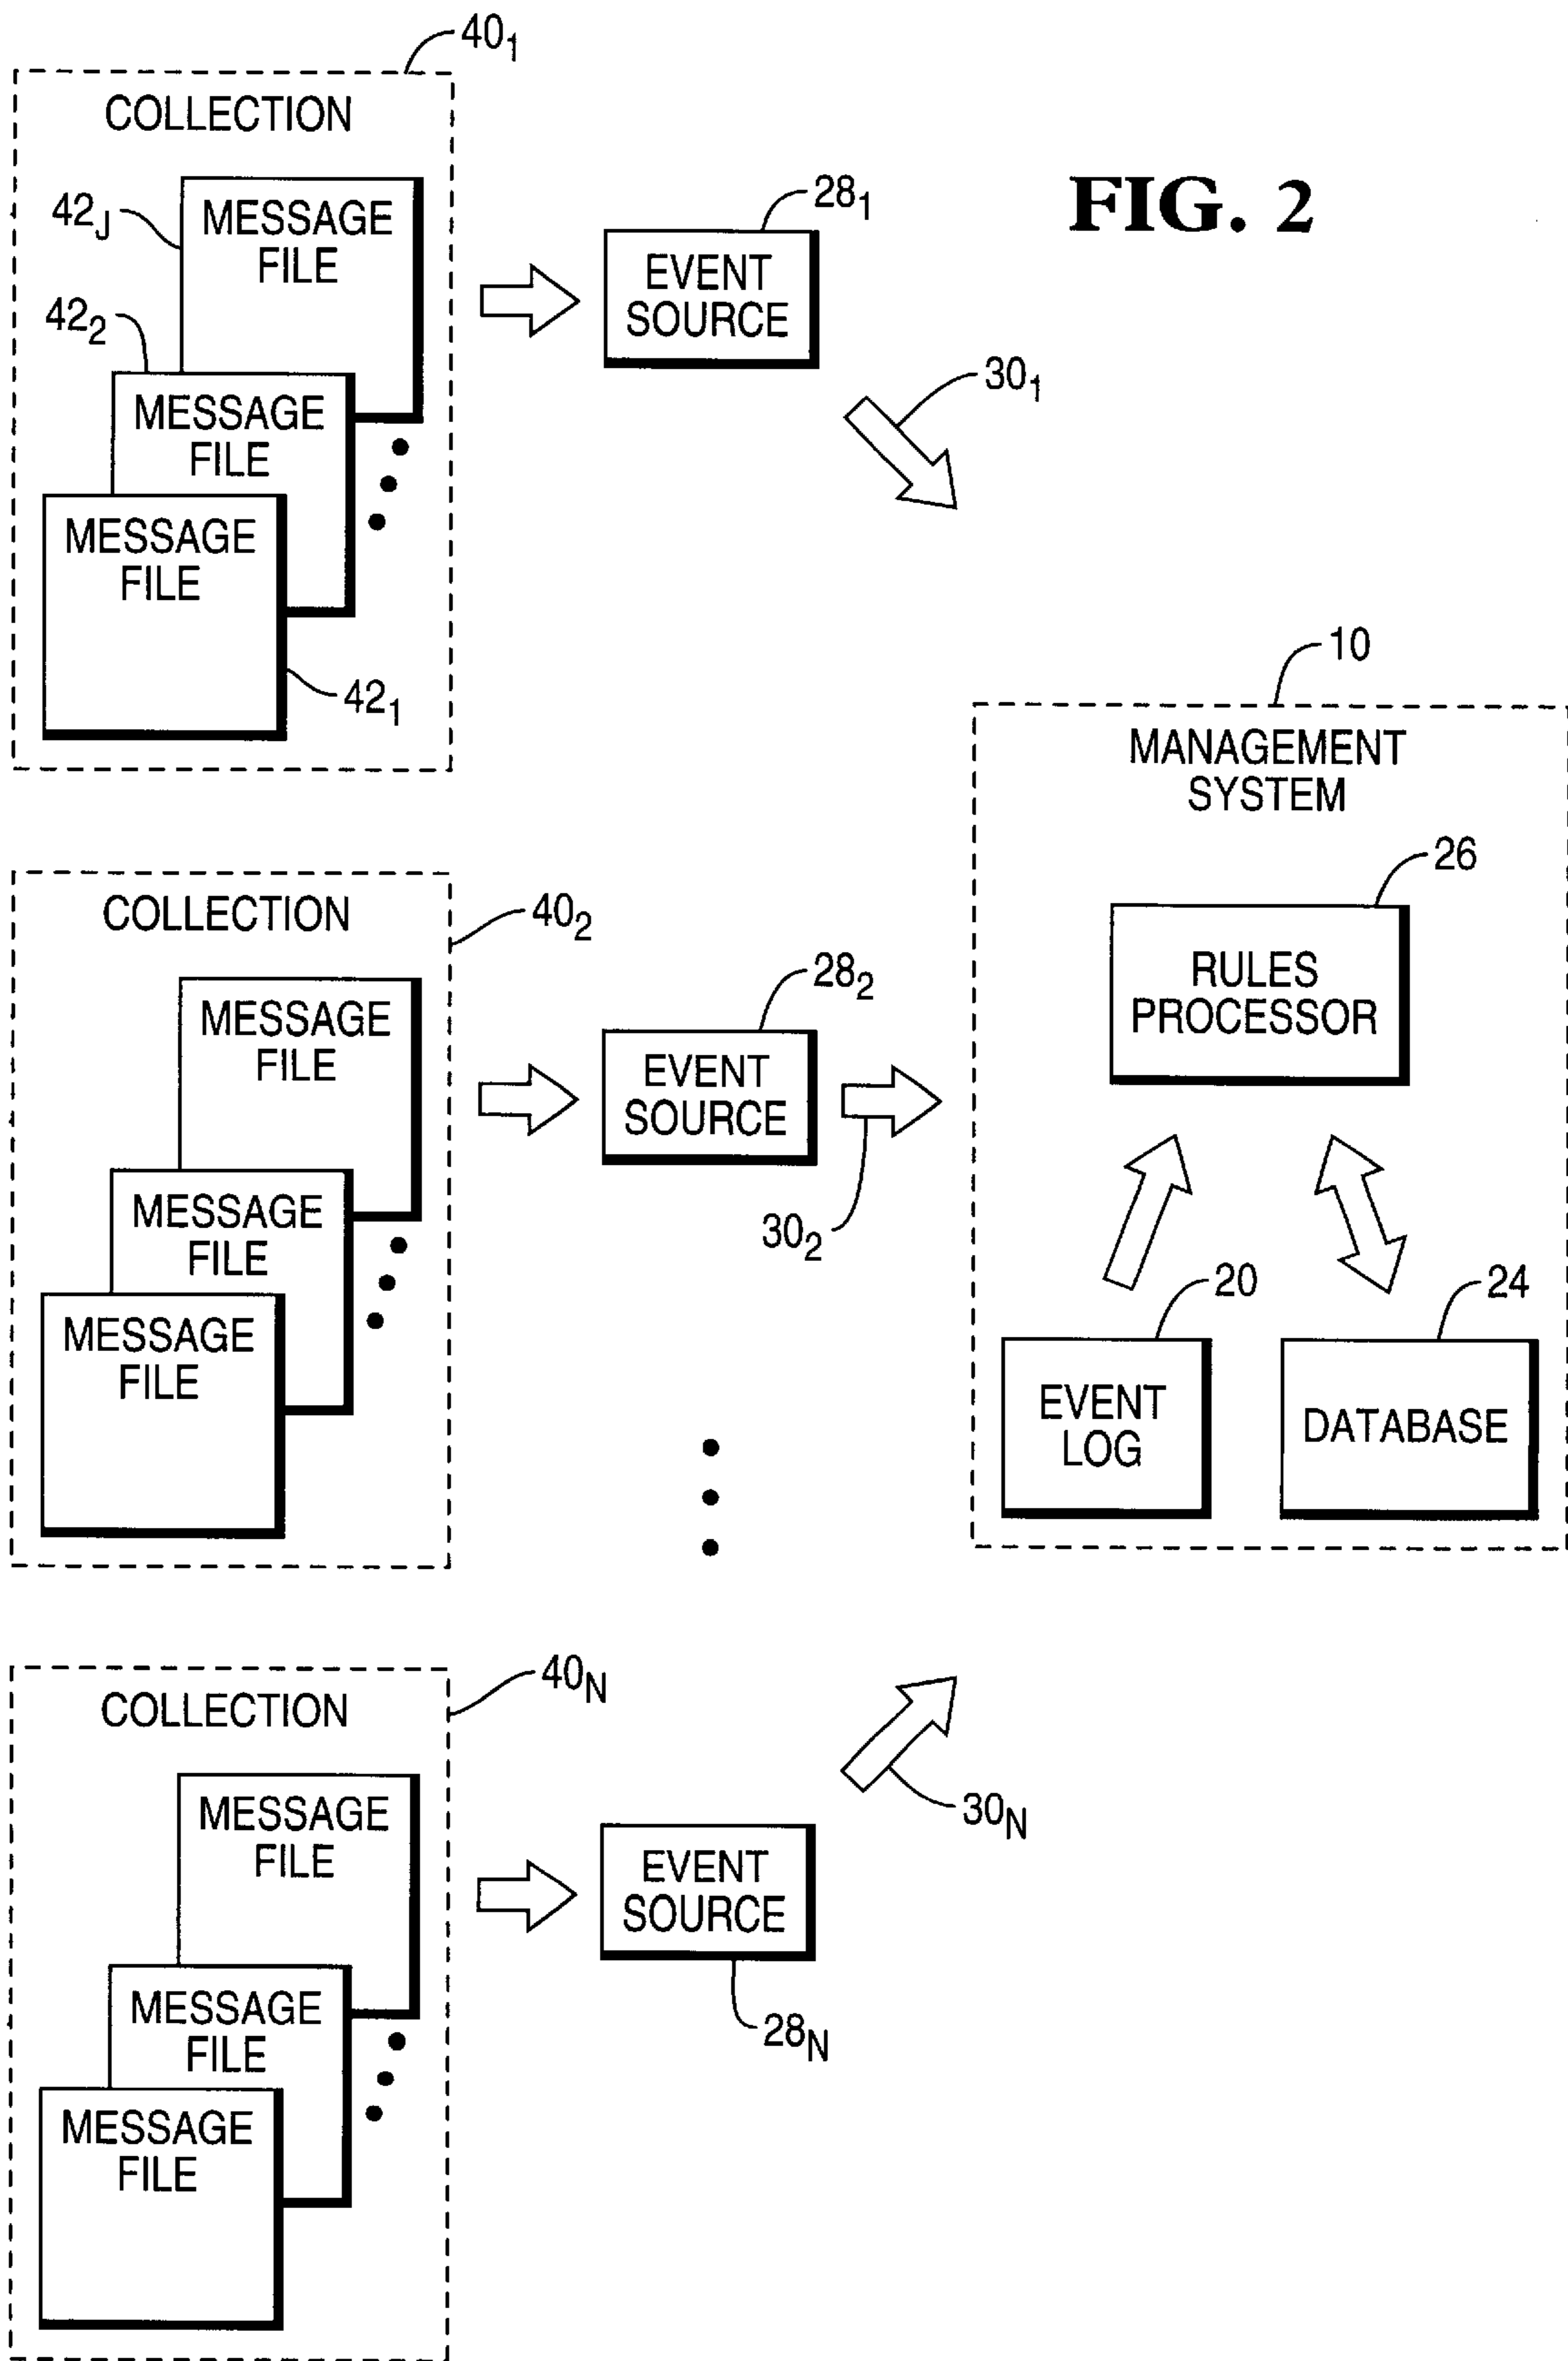 40₁
COLLECTION
FIG. 2
42J
MESSAGE
FILE
28₁
EVENT
SOURCE
42₂
MESSAGE
FILE
30₁
MESSAGE
FILE
42₁
10
MANAGEMENT
SYSTEM
COLLECTION
40₂
26
RULES
PROCESSOR
MESSAGE
FILE
28₂
EVENT
SOURCE
MESSAGE
FILE
30₂
MESSAGE
FILE
20
24
EVENT
LOG
DATABASE
COLLECTION
40N
MESSAGE
FILE
30N
EVENT
SOURCE
MESSAGE
FILE
28N
MESSAGE
FILE